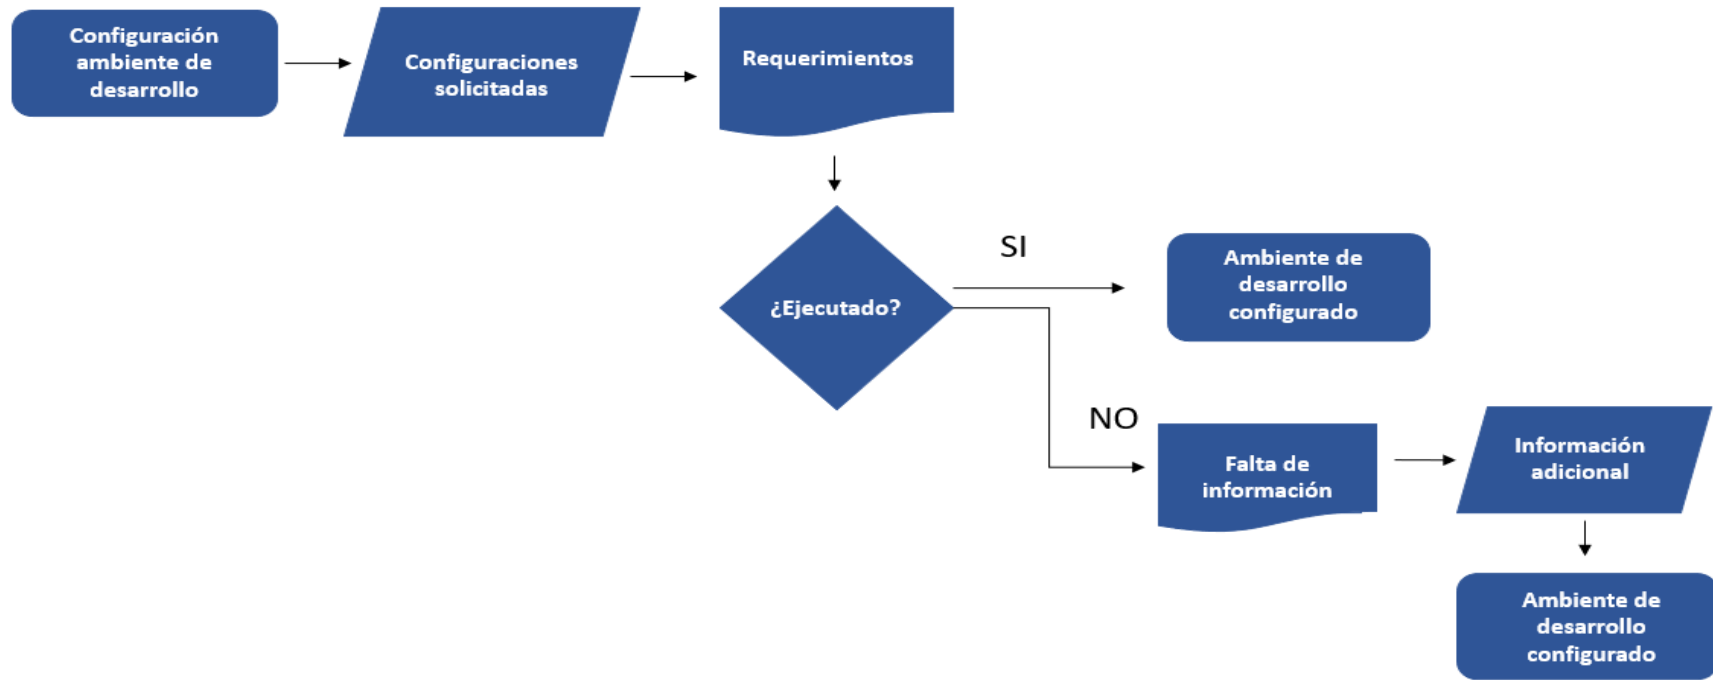 Configuración
ambiente de
desarrollo
Configuraciones
solicitadas
Requerimientos
¿Ejecutado?
SI
Ambiente de
desarrollo
configurado
NO
Falta de
información
Información
adicional
Ambiente de
desarrollo
configurado